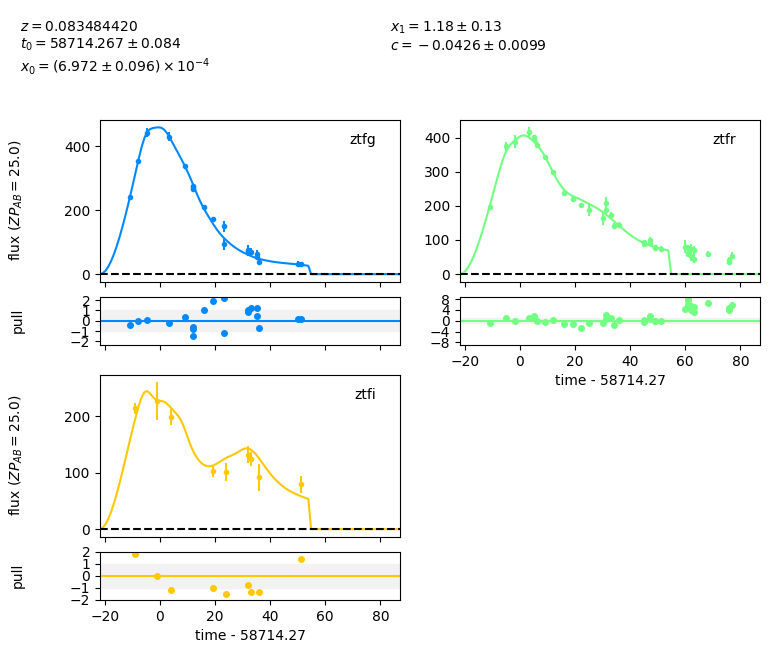 z = 0.083484420
t₀ = 58714.267 ± 0.084
x₀ = (6.972 ± 0.096) × 10⁻⁴
x₁ = 1.18 ± 0.13
c = −0.0426 ± 0.0099
flux (ZP_AB = 25.0)
400
200
0
ztfg
pull
2
1
0
−1
−2
400
300
200
100
0
ztfr
8
4
0
−4
−8
−20 0 20 40 60 80
time - 58714.27
flux (ZP_AB = 25.0)
200
100
0
ztfi
pull
2
1
0
−1
−2
−20 0 20 40 60 80
time - 58714.27